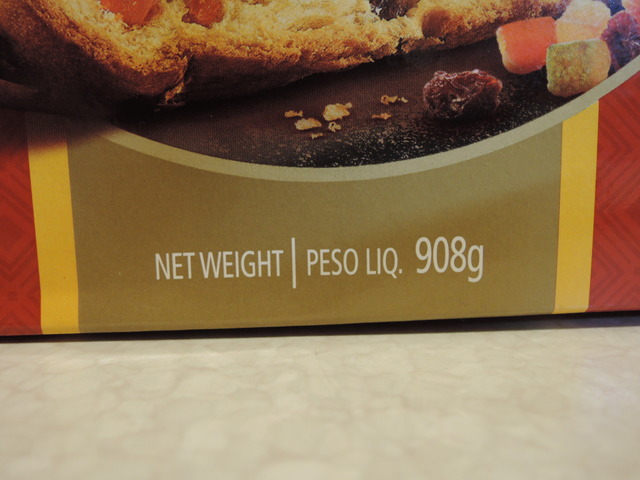 NET WEIGHT | PESO LIQ. 908g